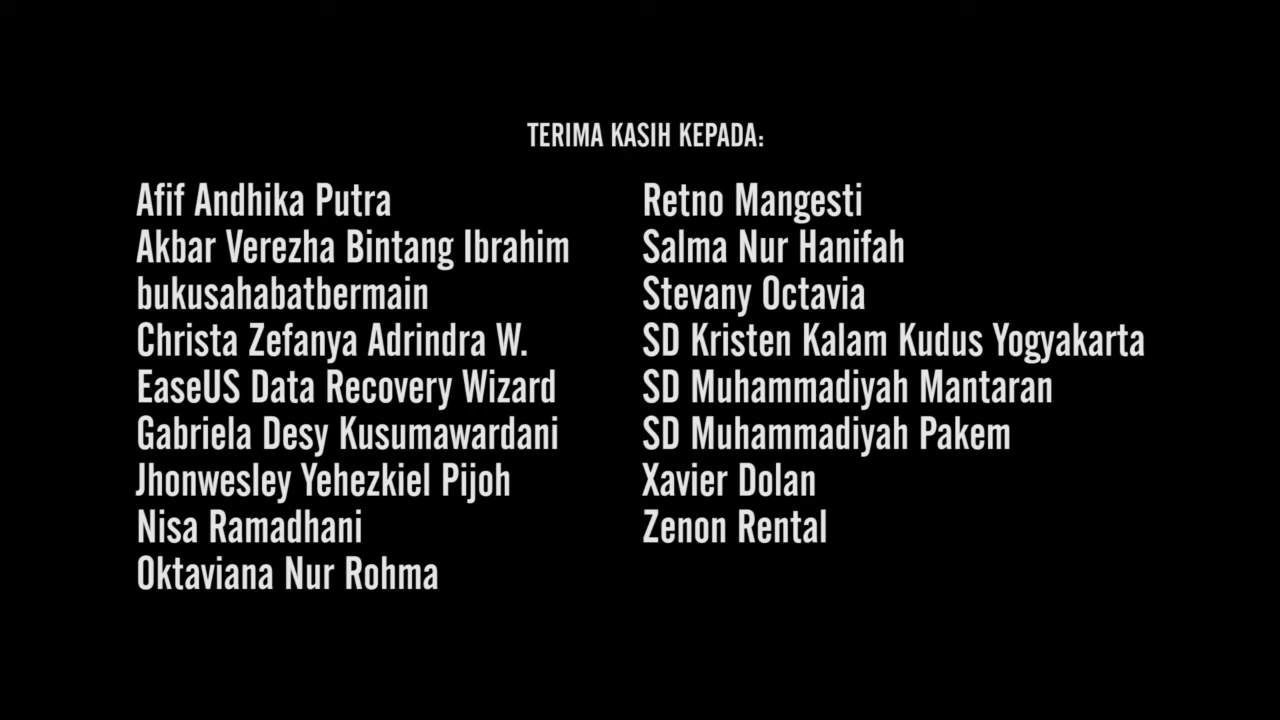 TERIMA KASIH KEPADA:
Afif Andhika Putra
Akbar Verezha Bintang Ibrahim
bukusahabatbermain
Christa Zefanya Adrindra W.
EaseUS Data Recovery Wizard
Gabriela Desy Kusumawardani
Jhonwesley Yehezkiel Pijoh
Nisa Ramadhani
Oktaviana Nur Rohma
Retno Mangesti
Salma Nur Hanifah
Stevany Octavia
SD Kristen Kalam Kudus Yogyakarta
SD Muhammadiyah Mantaran
SD Muhammadiyah Pakem
Xavier Dolan
Zenon Rental